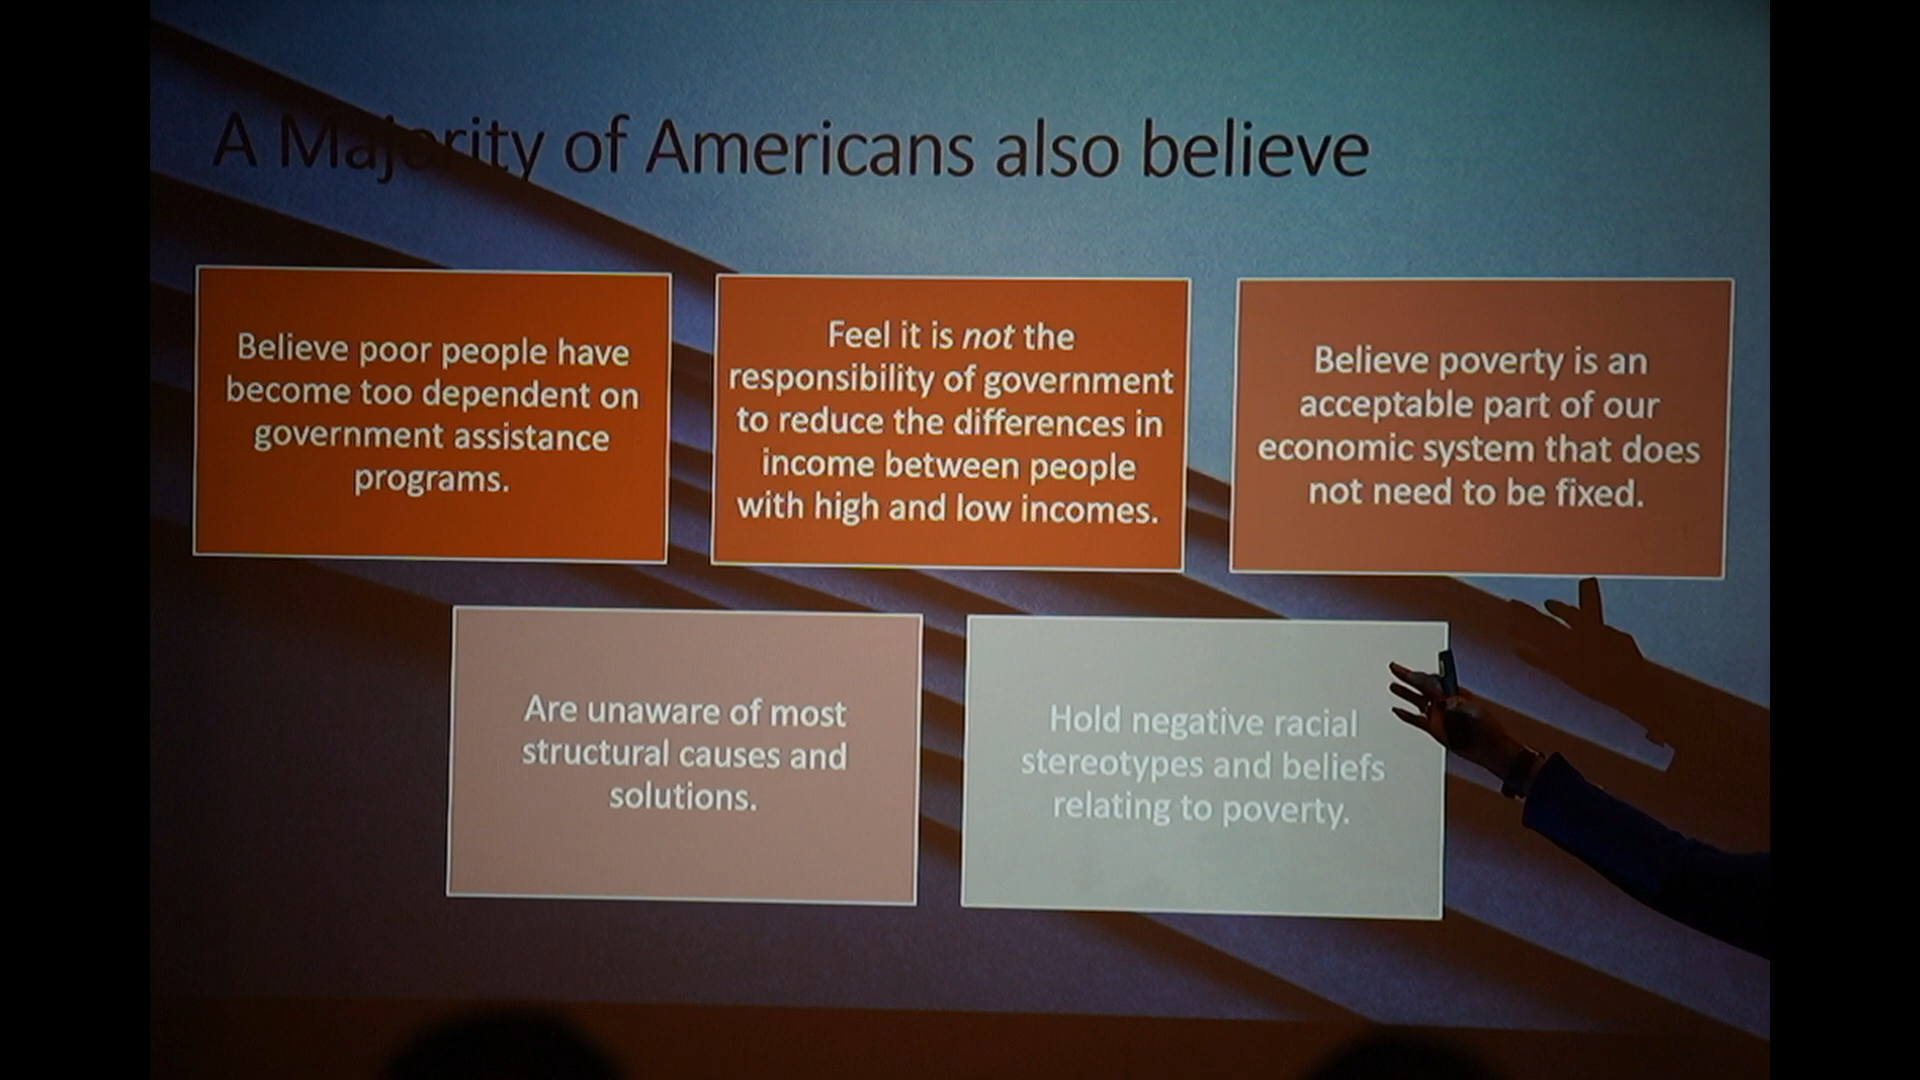 A Majority of Americans also believe
Believe poor people have
become too dependent on
government assistance
programs.
Feel it is not the
responsibility of government
to reduce the differences in
income between people
with high and low incomes.
Believe poverty is an
acceptable part of our
economic system that does
not need to be fixed.
Are unaware of most
structural causes and
solutions.
Hold negative racial
stereotypes and beliefs
relating to poverty.